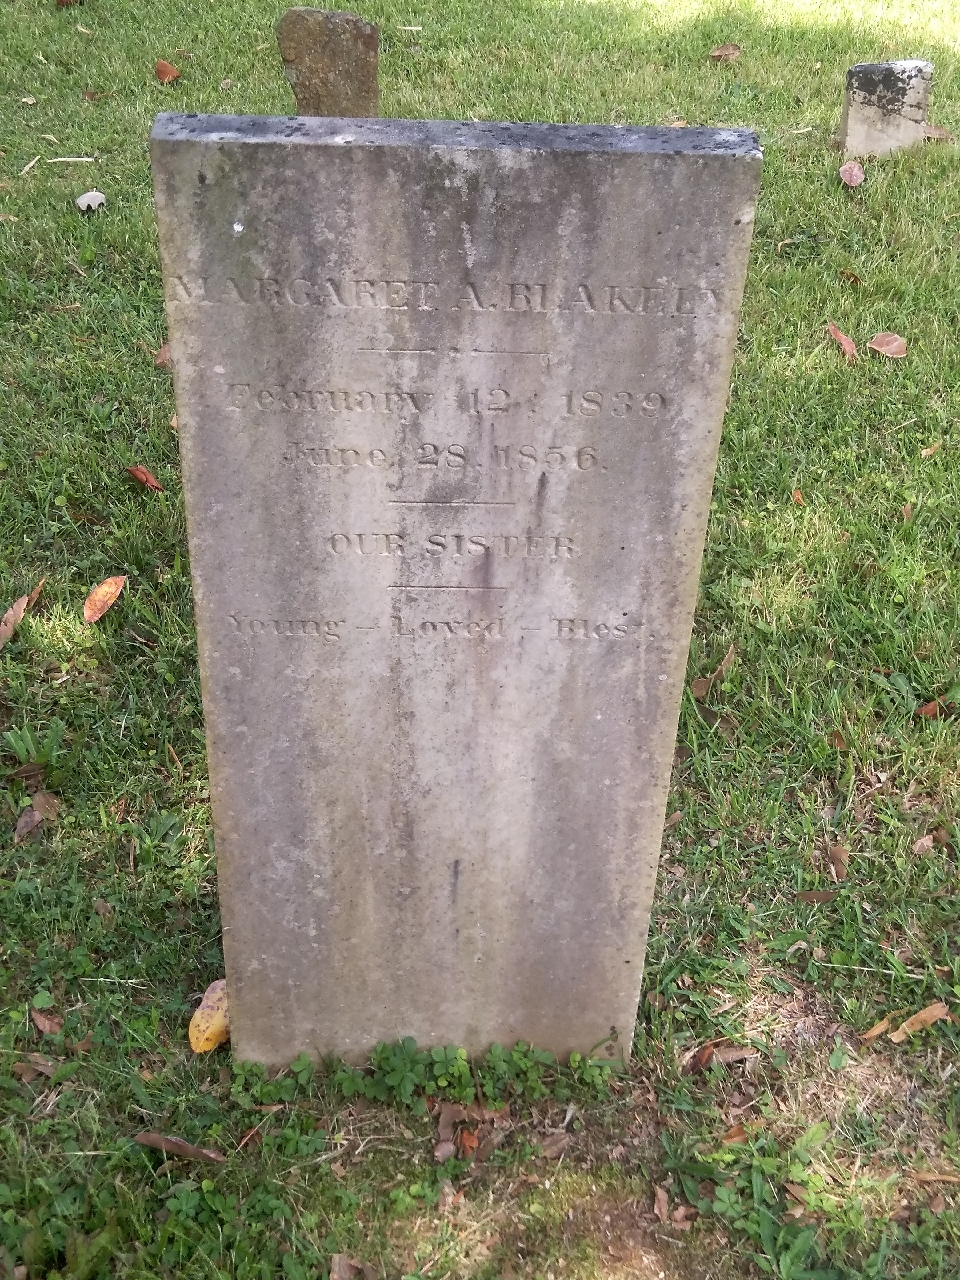 MARGARET A. BLAKELY
February 12, 1839
June 28, 1856.
OUR SISTER
Young – Loved – Blest.